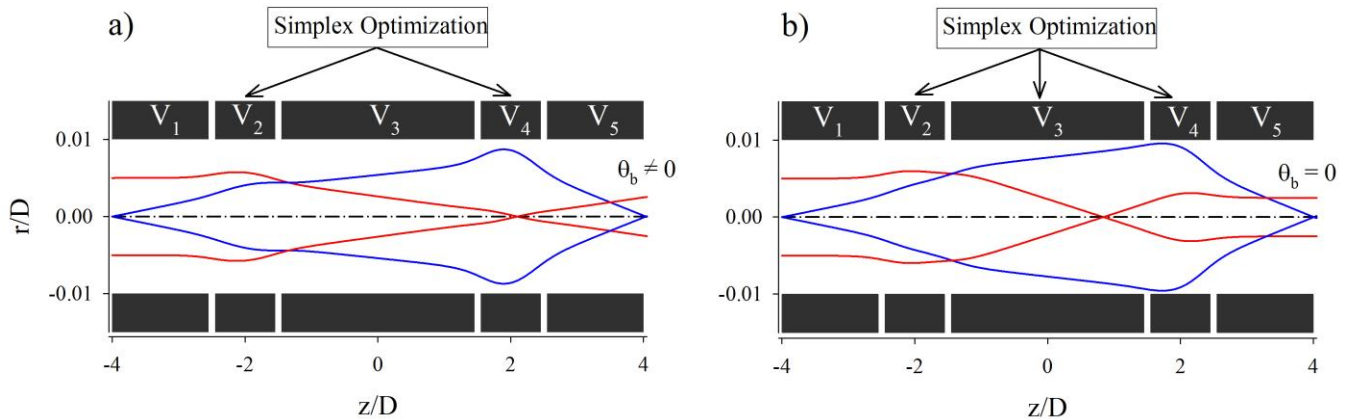 a)
Simplex Optimization
V₁ V₂ V₃ V₄ V₅
0.01
0.00
-0.01
r/D
θb ≠ 0
-4 -2 0 2 4
z/D
b)
Simplex Optimization
V₁ V₂ V₃ V₄ V₅
0.01
0.00
-0.01
θb = 0
-4 -2 0 2 4
z/D